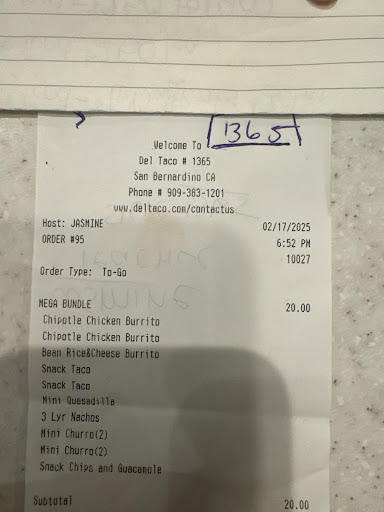 1365
Welcome To
Del Taco # 1365
San Bernardino CA
Phone # 909-383-1201
www.deltaco.com/contactus
Host: JASMINE 02/17/2025
ORDER #95 6:52 PM
10027
Order Type: To-Go
MEGA BUNDLE 20.00
Chipotle Chicken Burrito
Chipotle Chicken Burrito
Bean Rice&Cheese Burrito
Snack Taco
Snack Taco
Mini Quesadilla
3 Lyr Nachos
Mini Churro(2)
Mini Churro(2)
Snack Chips and Guacamole
Subtotal 20.00